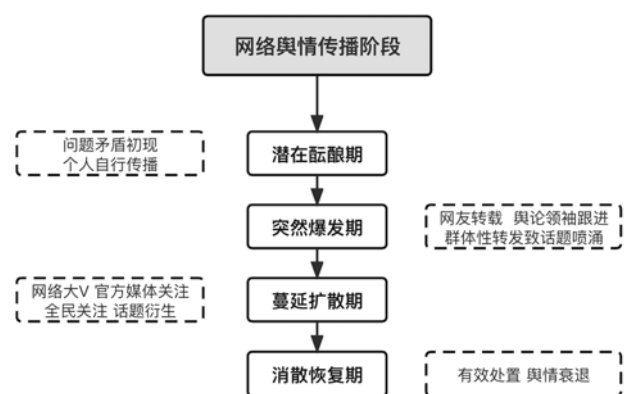 网络舆情传播阶段
问题矛盾初现
个人自行传播
潜在酝酿期
突然爆发期
网友转载 舆论领袖跟进
群体性转发致话题喷涌
网络大V 官方媒体关注
全民关注 话题衍生
蔓延扩散期
消散恢复期
有效处置 舆情衰退